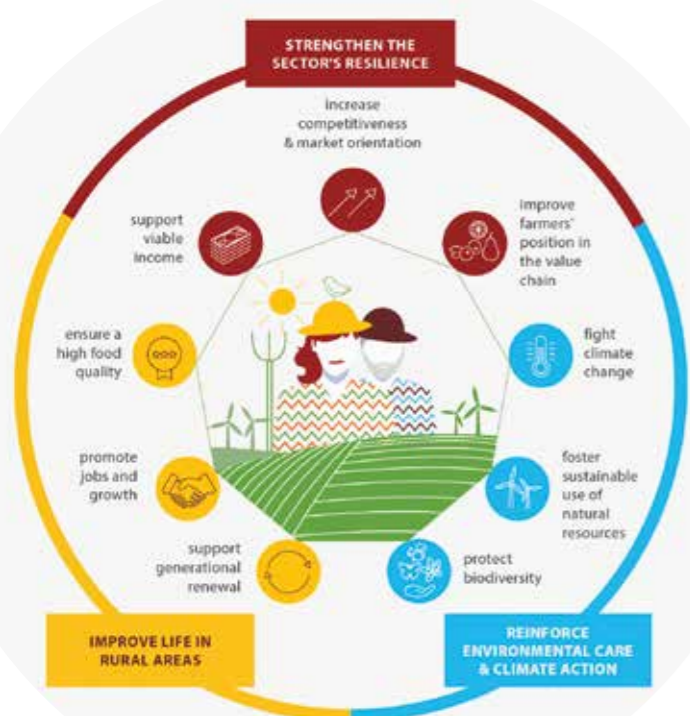 STRENGTHEN THE
SECTOR'S RESILIENCE
increase
competitiveness
& market orientation
support
viable
income
improve
farmers'
position in
the value
chain
ensure a
high food
quality
fight
climate
change
promote
jobs and
growth
foster
sustainable
use of
natural
resources
support
generational
renewal
protect
biodiversity
IMPROVE LIFE IN
RURAL AREAS
REINFORCE
ENVIRONMENTAL CARE
& CLIMATE ACTION